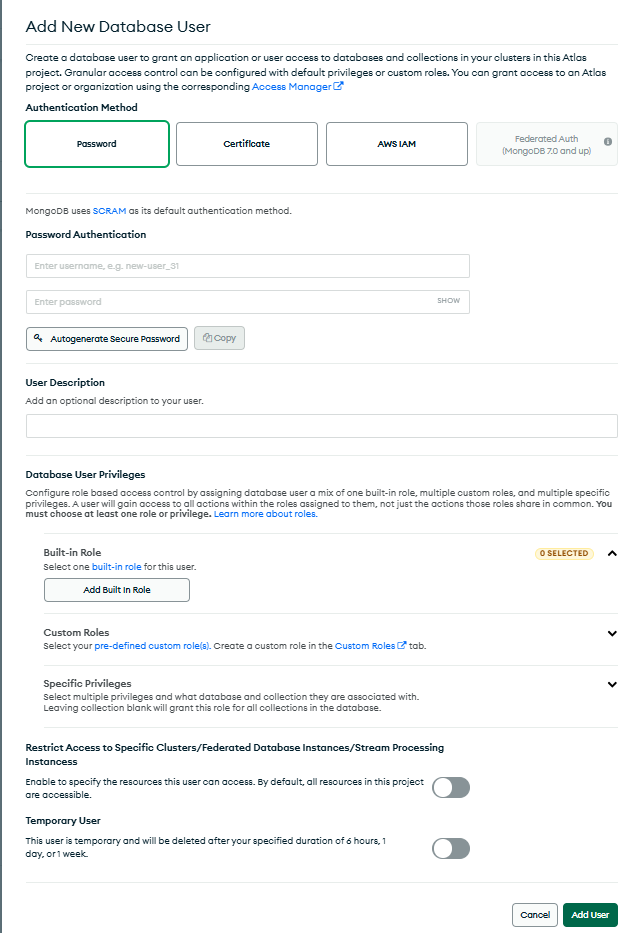 Add New Database User
Create a database user to grant an application or user access to databases and collections in your clusters in this Atlas
project. Granular access control can be configured with default privileges or custom roles. You can grant access to an Atlas
project or organization using the corresponding Access Manager
Authentication Method
Password
Certificate
AWS IAM
Federated Auth
(MongoDB 7.0 and up)
MongoDB uses SCRAM as its default authentication method.
Password Authentication
Enter username, e.g. new-user_31
Enter password
SHOW
Autogenerate Secure Password
Copy
User Description
Add an optional description to your user.
Database User Privileges
Configure role based access control by assigning database user a mix of one built-in role, multiple custom roles, and multiple specific
privileges. A user will gain access to all actions within the roles assigned to them, not just the actions those roles share in common. You
must choose at least one role or privilege. Learn more about roles.
Built-in Role
0 SELECTED
Select one built-in role for this user.
Add Built In Role
Custom Roles
Select your pre-defined custom role(s). Create a custom role in the Custom Roles tab.
Specific Privileges
Select multiple privileges and what database and collection they are associated with.
Leaving collection blank will grant this role for all collections in the database.
Restrict Access to Specific Clusters/Federated Database Instances/Stream Processing
Instancess
Enable to specify the resources this user can access. By default, all resources in this project
are accessible.
Temporary User
This user is temporary and will be deleted after your specified duration of 6 hours, 1
day, or 1 week.
Cancel
Add User